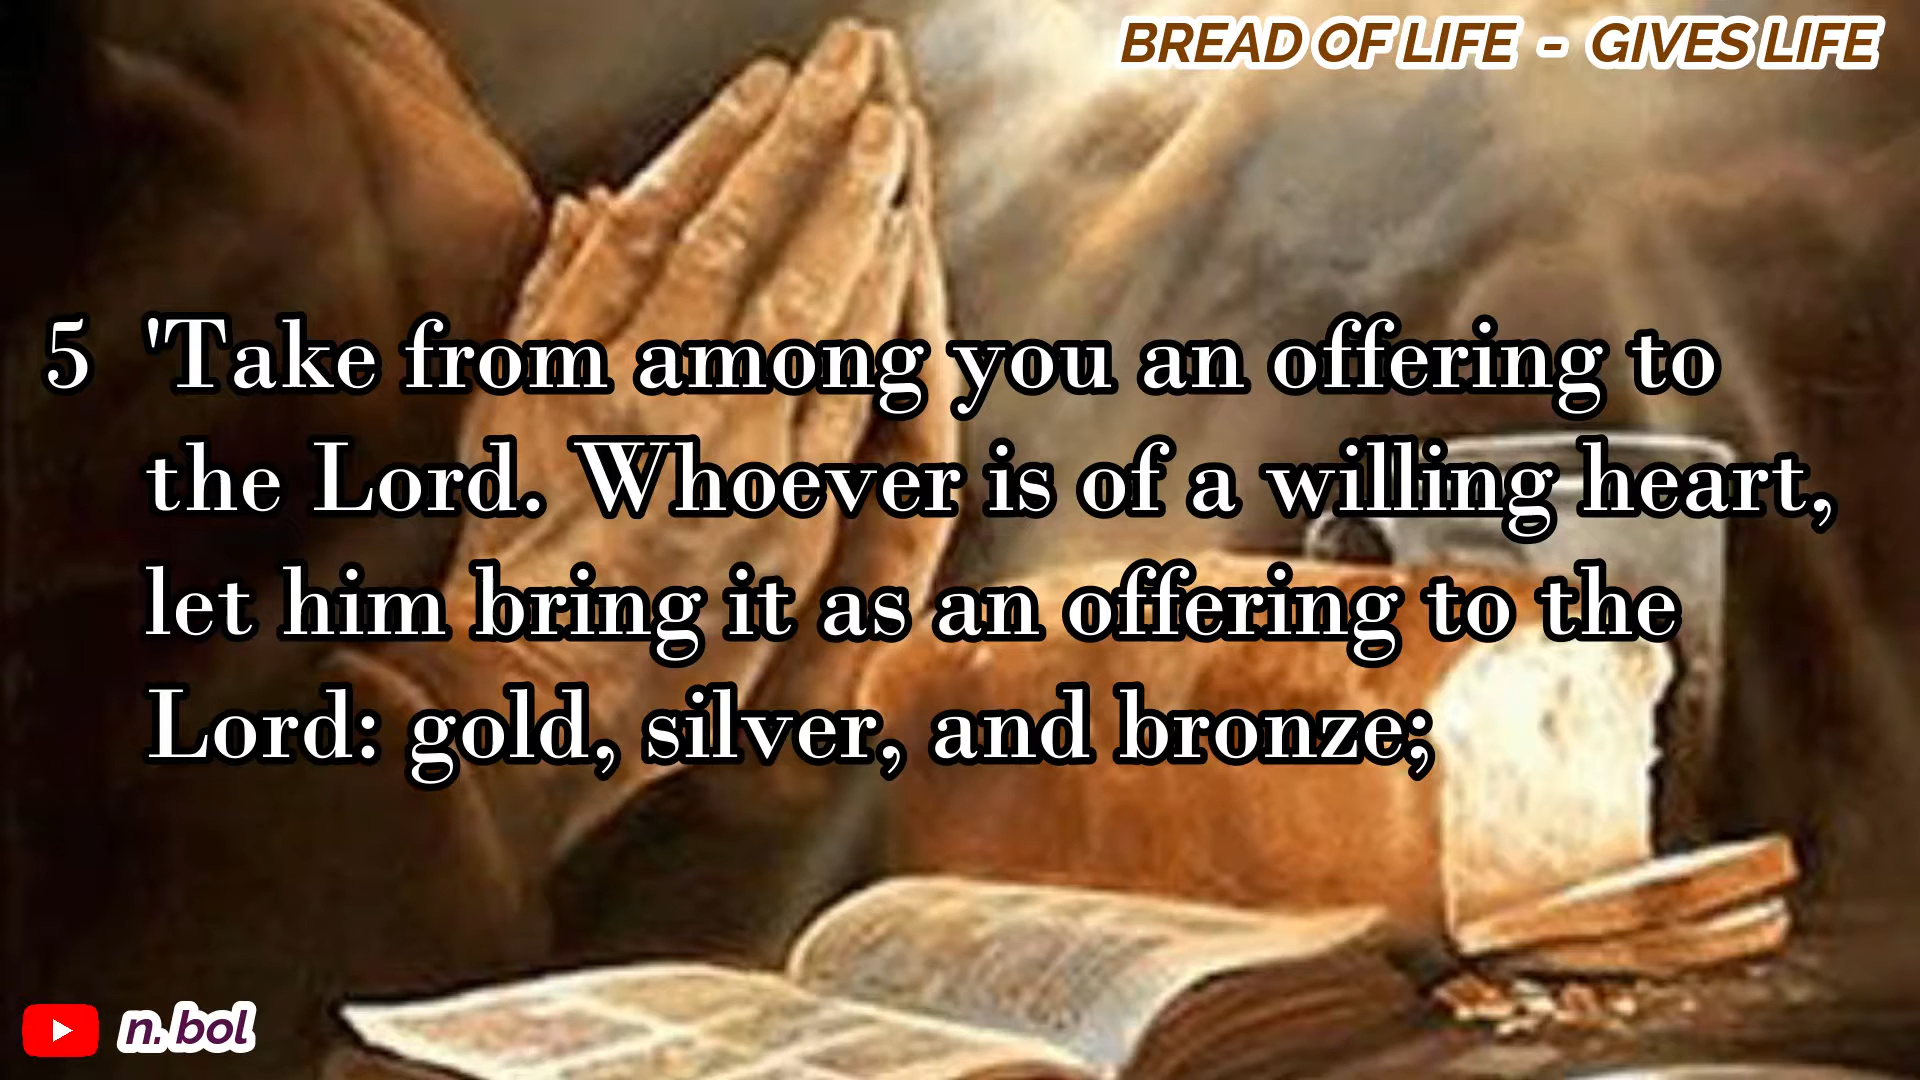 BREAD OF LIFE - GIVES LIFE
5 'Take from among you an offering to
the Lord. Whoever is of a willing heart,
let him bring it as an offering to the
Lord: gold, silver, and bronze;
n. bol